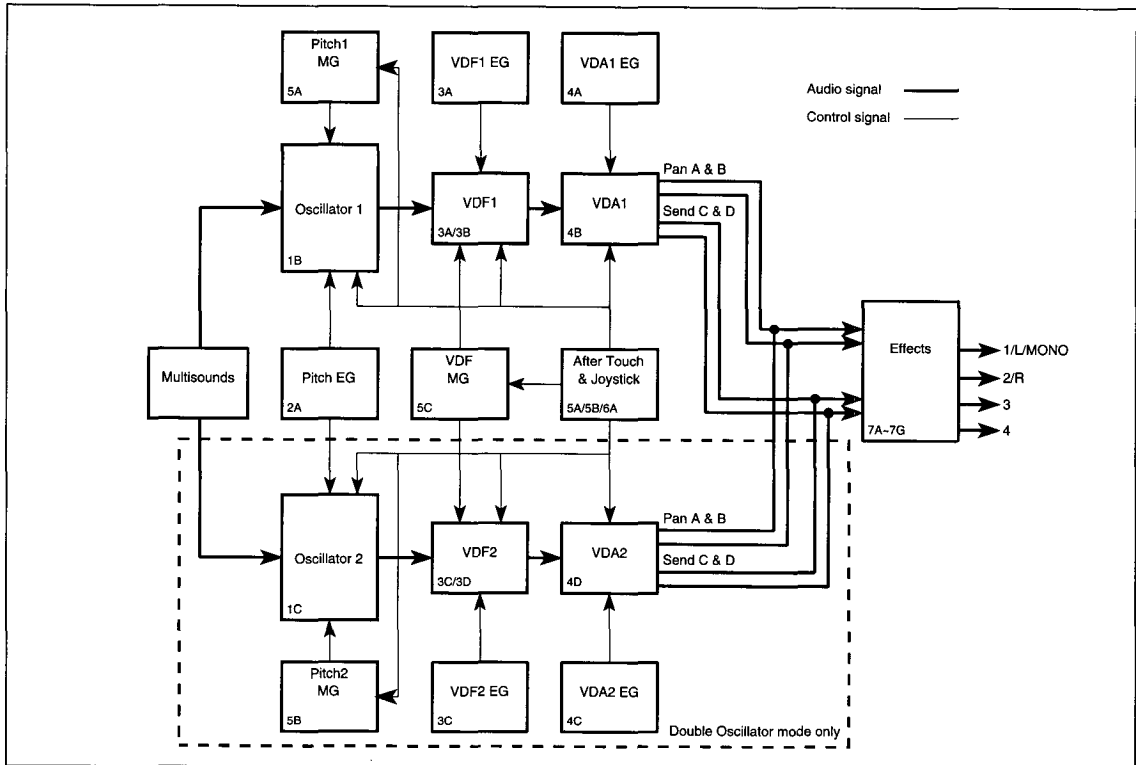 Pitch1
MG
5A
VDF1 EG
3A
VDA1 EG
4A
Audio signal
Control signal
Oscillator 1
1B
VDF1
3A/3B
VDA1
4B
Pan A & B
Send C & D
Multisounds
Pitch EG
2A
VDF
MG
5C
After Touch
& Joystick
5A/5B/6A
Effects
7A~7G
1/L/MONO
2/R
3
4
Oscillator 2
1C
VDF2
3C/3D
VDA2
4D
Pan A & B
Send C & D
Pitch2
MG
5B
VDF2 EG
3C
VDA2 EG
4C
Double Oscillator mode only